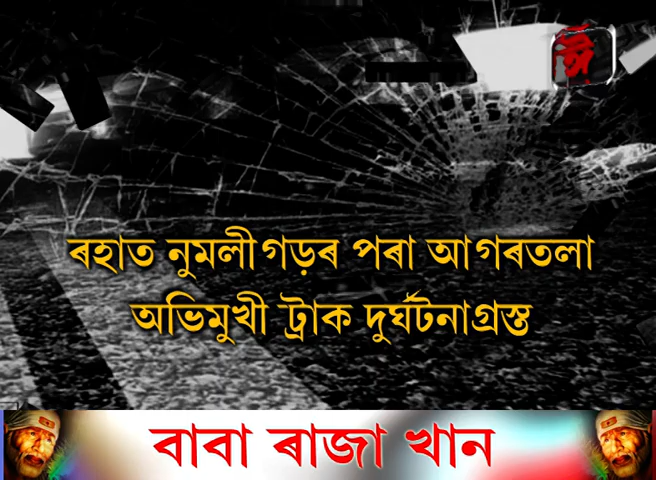 ৰহাত নুমলীগড়ৰ পৰা আগৰতলা
অভিমুখী ট্ৰাক দুৰ্ঘটনাগ্ৰস্ত
বাবা ৰাজা খান